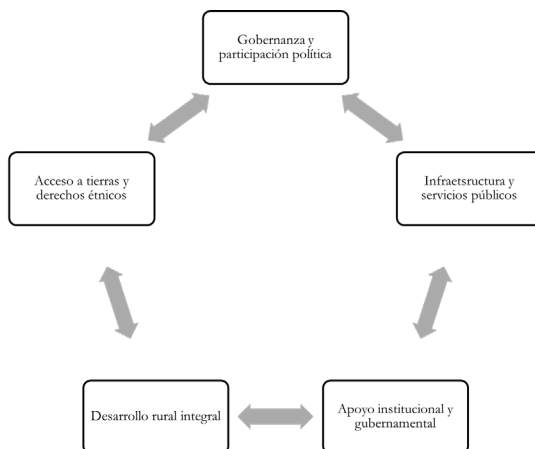 Gobernanza y
participación política
Acceso a tierras y
derechos étnicos
Infraetsructura y
servicios públicos
Desarrollo rural integral
Apoyo institucional y
gubernamental